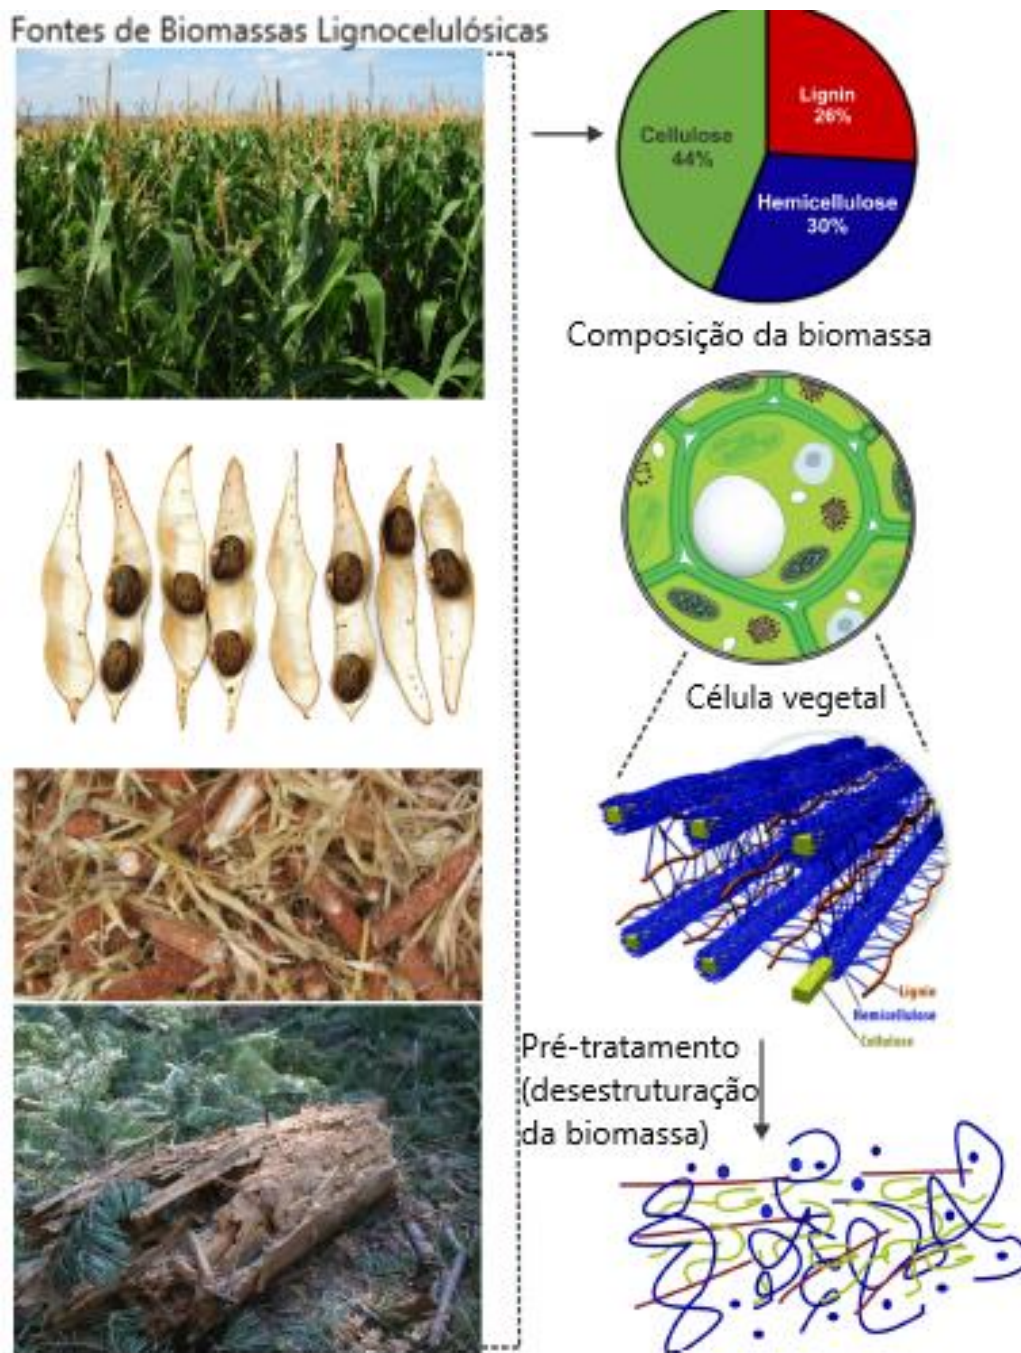 Fontes de Biomassas Lignocelulósicas
Lignin
26%
Cellulose
44%
Hemicellulose
30%
Composição da biomassa
Célula vegetal
Lignin
Hemicellulose
Cellulose
Pré-tratamento
(desestruturação
da biomassa)